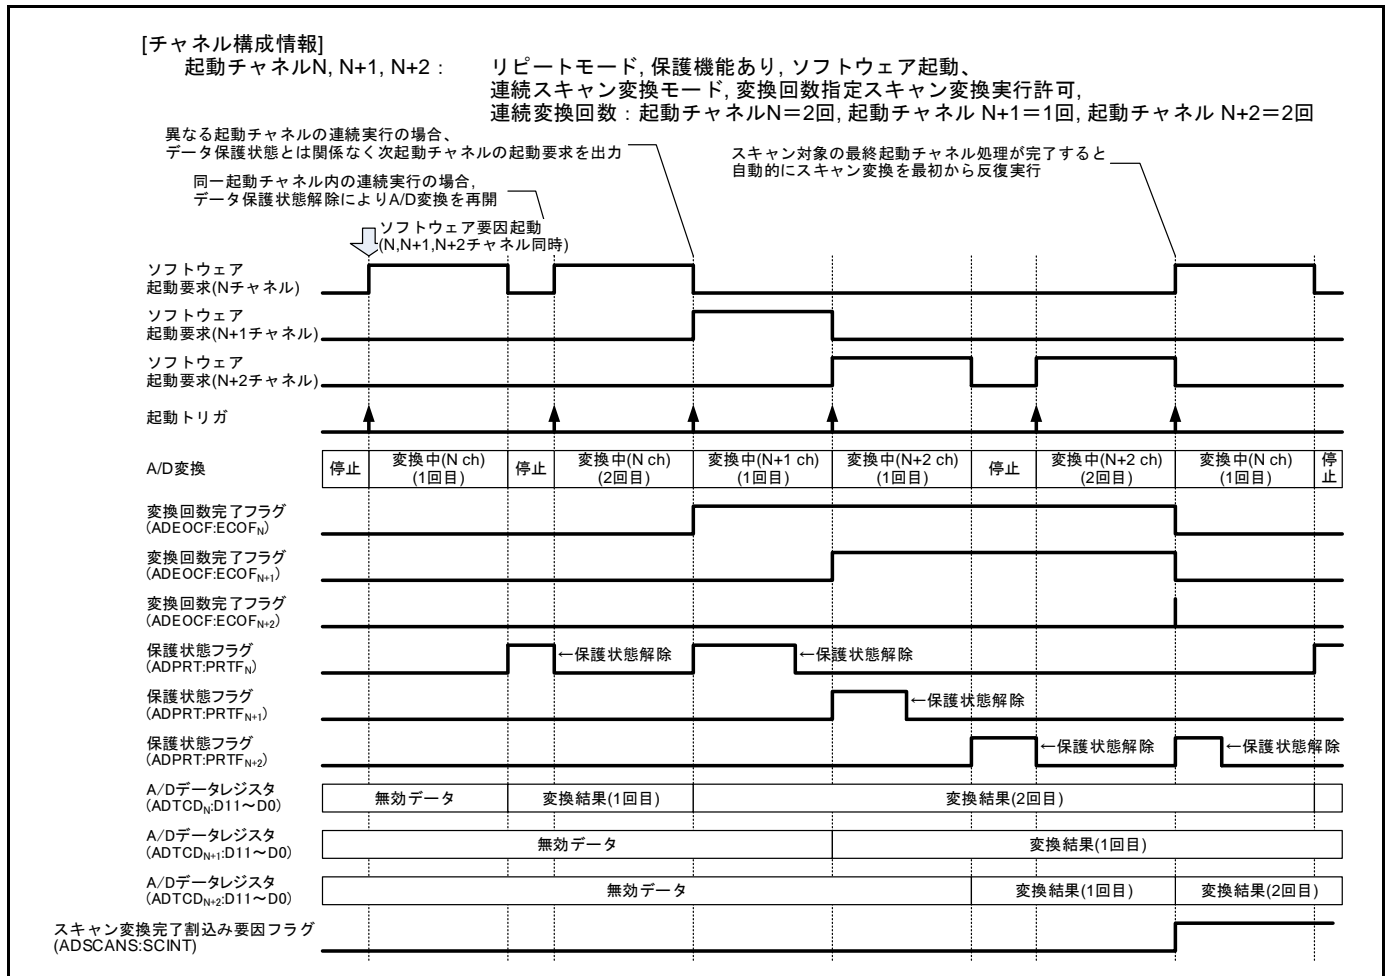 [チャネル構成情報]
起動チャネルN, N+1, N+2 : リピートモード, 保護機能あり, ソフトウェア起動、
連続スキャン変換モード, 変換回数指定スキャン変換実行許可,
連続変換回数 : 起動チャネルN=2回, 起動チャネル N+1=1回, 起動チャネル N+2=2回
異なる起動チャネルの連続実行の場合、
データ保護状態とは関係なく次起動チャネルの起動要求を出力
スキャン対象の最終起動チャネル処理が完了すると
自動的にスキャン変換を最初から反復実行
同一起動チャネル内の連続実行の場合,
データ保護状態解除によりA/D変換を再開
ソフトウェア要因起動
(N,N+1,N+2チャネル同時)
ソフトウェア
起動要求(Nチャネル)
ソフトウェア
起動要求(N+1チャネル)
ソフトウェア
起動要求(N+2チャネル)
起動トリガ
A/D変換
停止
変換中(N ch)
(1回目)
停止
変換中(N ch)
(2回目)
変換中(N+1 ch)
(1回目)
変換中(N+2 ch)
(1回目)
停止
変換中(N+2 ch)
(2回目)
変換中(N ch)
(1回目)
停
止
変換回数完了フラグ
(ADEOCF:ECOFN)
変換回数完了フラグ
(ADEOCF:ECOFN+1)
変換回数完了フラグ
(ADEOCF:ECOFN+2)
保護状態フラグ
(ADPRT:PRTFN)
←保護状態解除
←保護状態解除
保護状態フラグ
(ADPRT:PRTFN+1)
←保護状態解除
保護状態フラグ
(ADPRT:PRTFN+2)
←保護状態解除
←保護状態解除
A/Dデータレジスタ
(ADTCDN:D11~D0)
無効データ
変換結果(1回目)
変換結果(2回目)
A/Dデータレジスタ
(ADTCDN+1:D11~D0)
無効データ
変換結果(1回目)
A/Dデータレジスタ
(ADTCDN+2:D11~D0)
無効データ
変換結果(1回目)
変換結果(2回目)
スキャン変換完了割込み要因フラグ
(ADSCANS:SCINT)